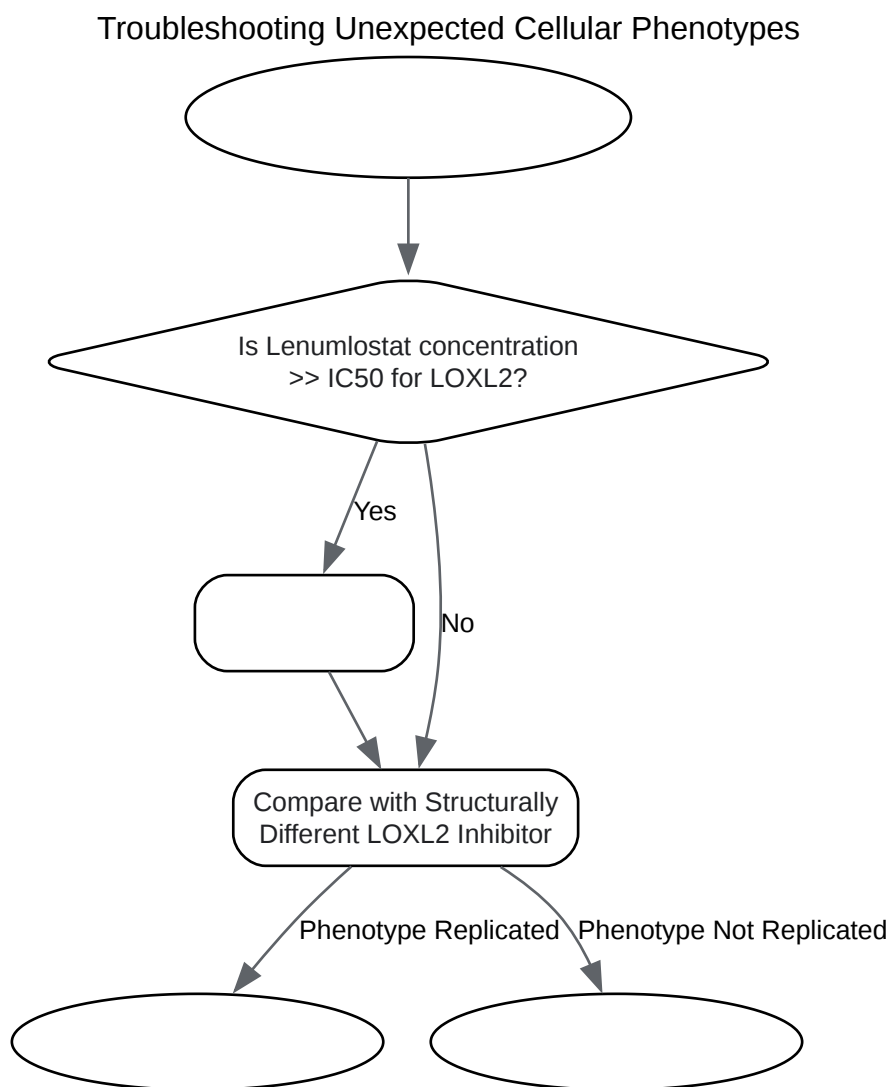 Troubleshooting Unexpected Cellular Phenotypes
Is Lenumlostat concentration
>> IC50 for LOXL2?
Yes
No
Compare with Structurally
Different LOXL2 Inhibitor
Phenotype Replicated
Phenotype Not Replicated